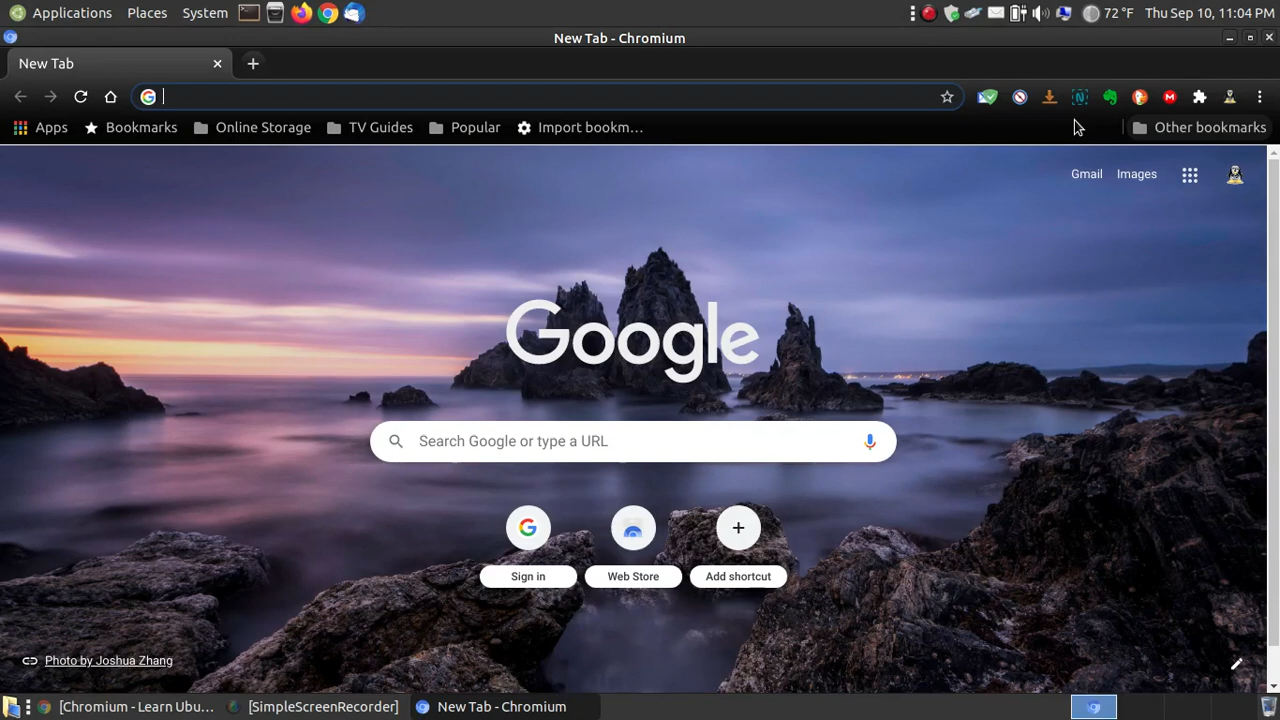 Applications Places System 72 °F Thu Sep 10, 11:04 PM
New Tab - Chromium
New Tab
Apps Bookmarks Online Storage TV Guides Popular Import bookm… Other bookmarks
Gmail Images
Google
Search Google or type a URL
Sign in Web Store Add shortcut
Photo by Joshua Zhang
[Chromium - Learn Ubu… [SimpleScreenRecorder] New Tab - Chromium